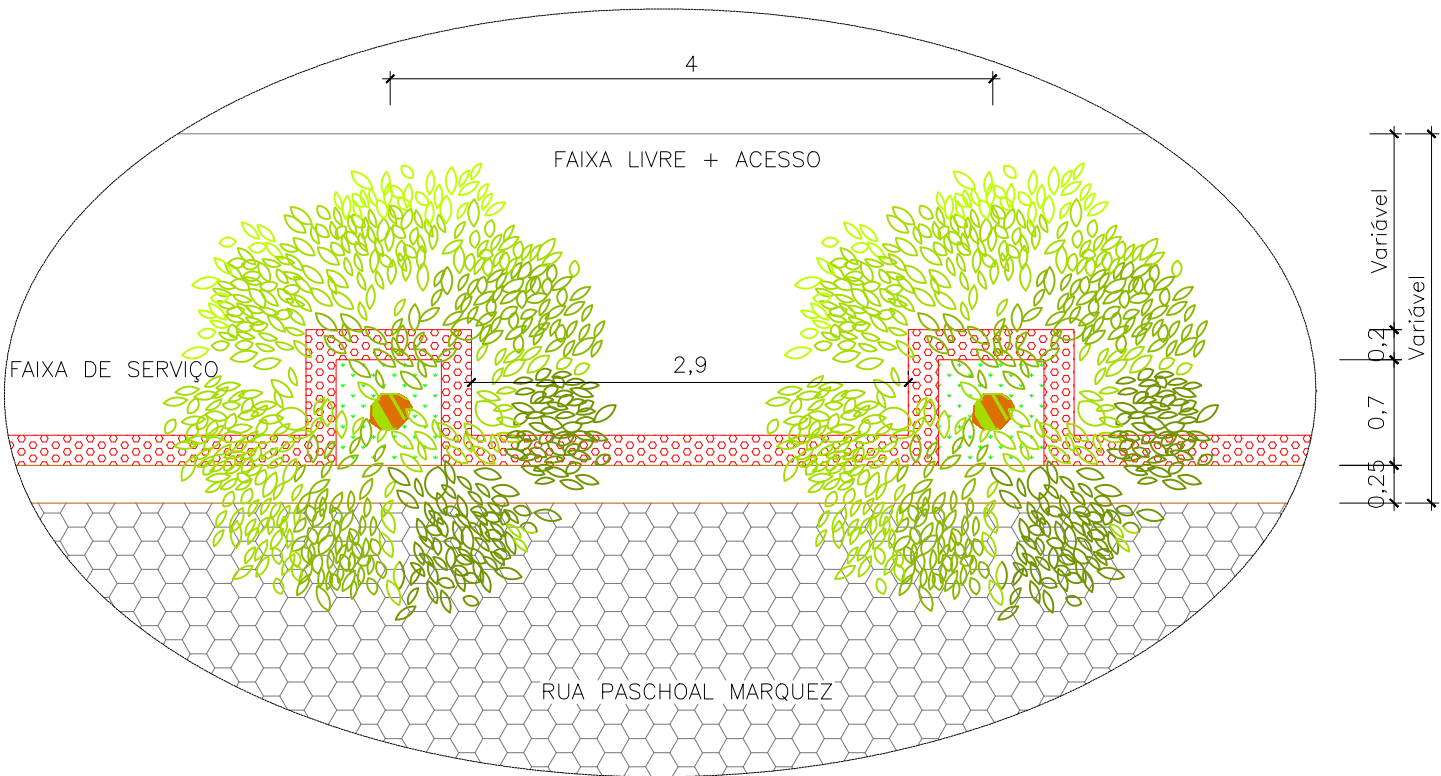 4
FAIXA LIVRE + ACESSO
Variável
Variável
0,2
2,9
FAIXA DE SERVIÇO
0,7
0,25
RUA PASCHOAL MARQUEZ